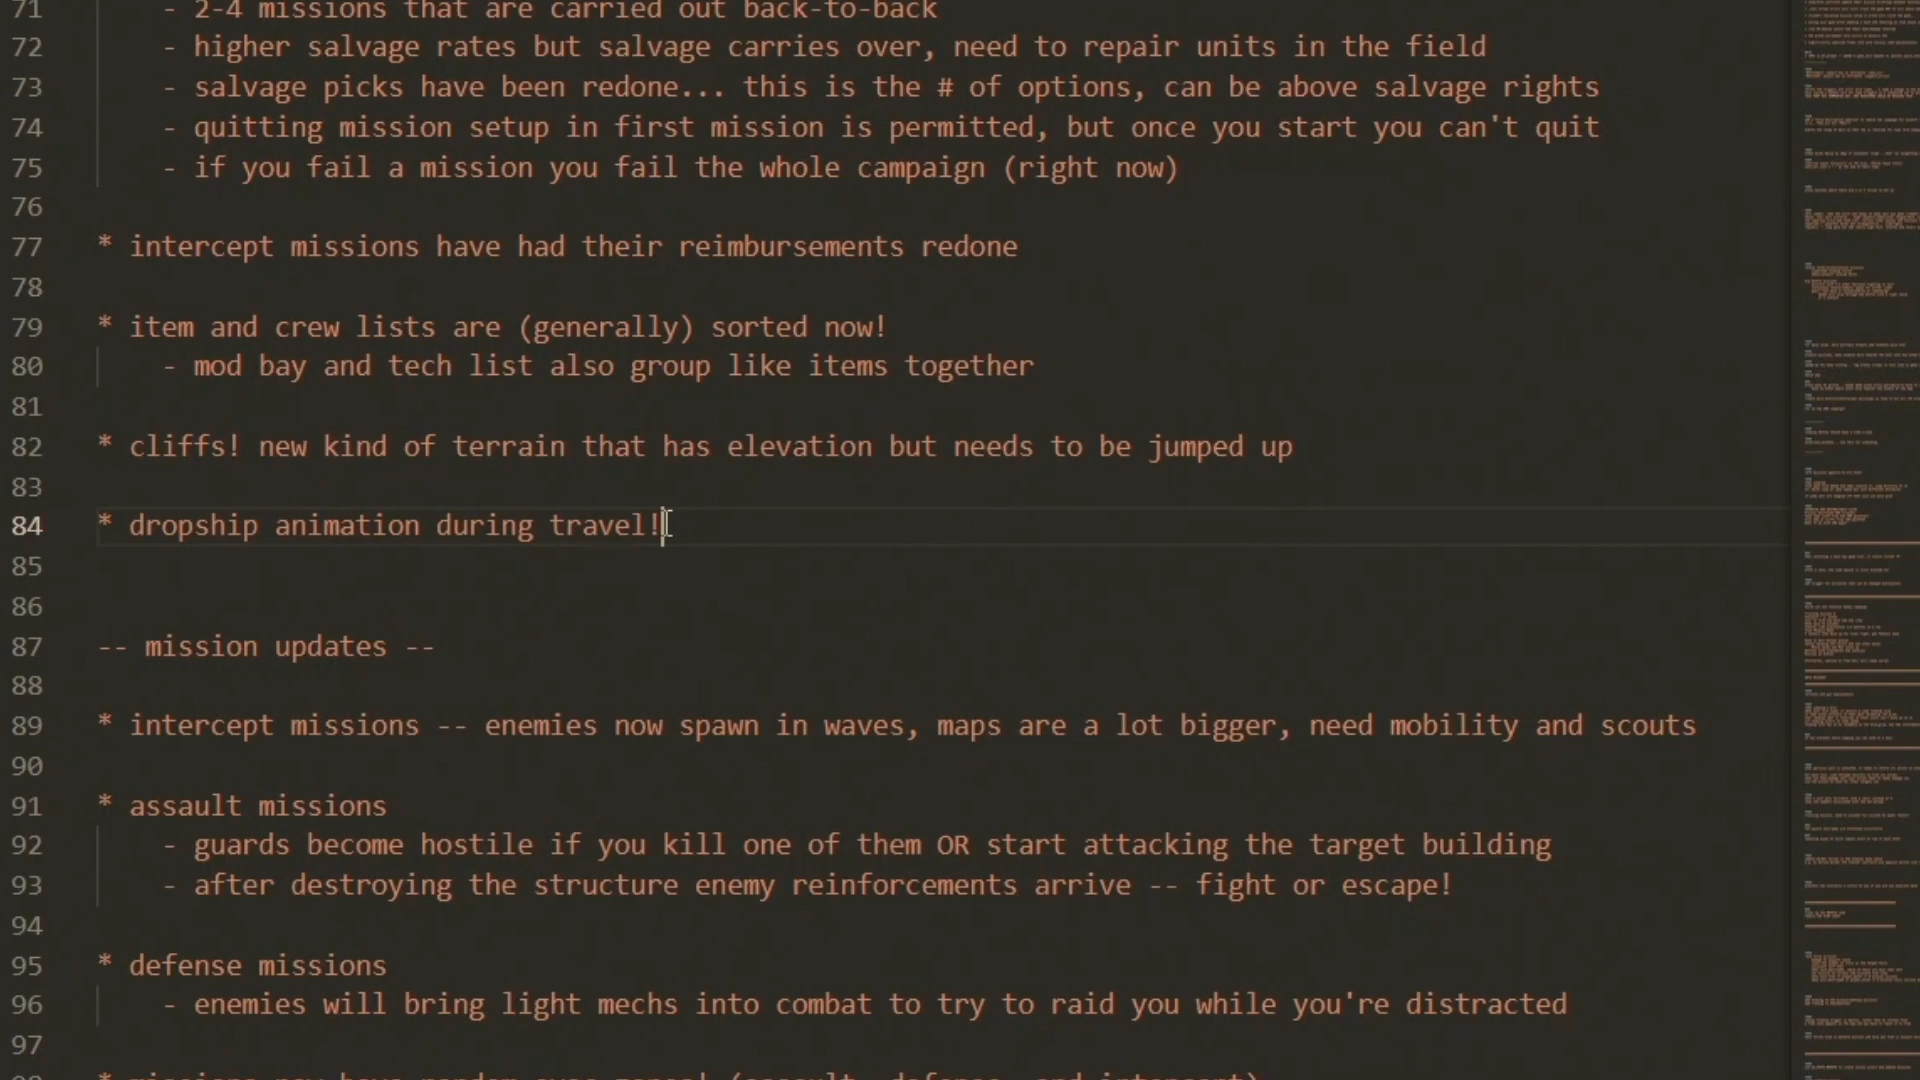 71 - 2-4 missions that are carried out back-to-back
72 - higher salvage rates but salvage carries over, need to repair units in the field
73 - salvage picks have been redone... this is the # of options, can be above salvage rights
74 - quitting mission setup in first mission is permitted, but once you start you can't quit
75 - if you fail a mission you fail the whole campaign (right now)
76
77 * intercept missions have had their reimbursements redone
78
79 * item and crew lists are (generally) sorted now!
80 - mod bay and tech list also group like items together
81
82 * cliffs! new kind of terrain that has elevation but needs to be jumped up
83
84 * dropship animation during travel!
85
86
87 -- mission updates --
88
89 * intercept missions -- enemies now spawn in waves, maps are a lot bigger, need mobility and scouts
90
91 * assault missions
92 - guards become hostile if you kill one of them OR start attacking the target building
93 - after destroying the structure enemy reinforcements arrive -- fight or escape!
94
95 * defense missions
96 - enemies will bring light mechs into combat to try to raid you while you're distracted
97